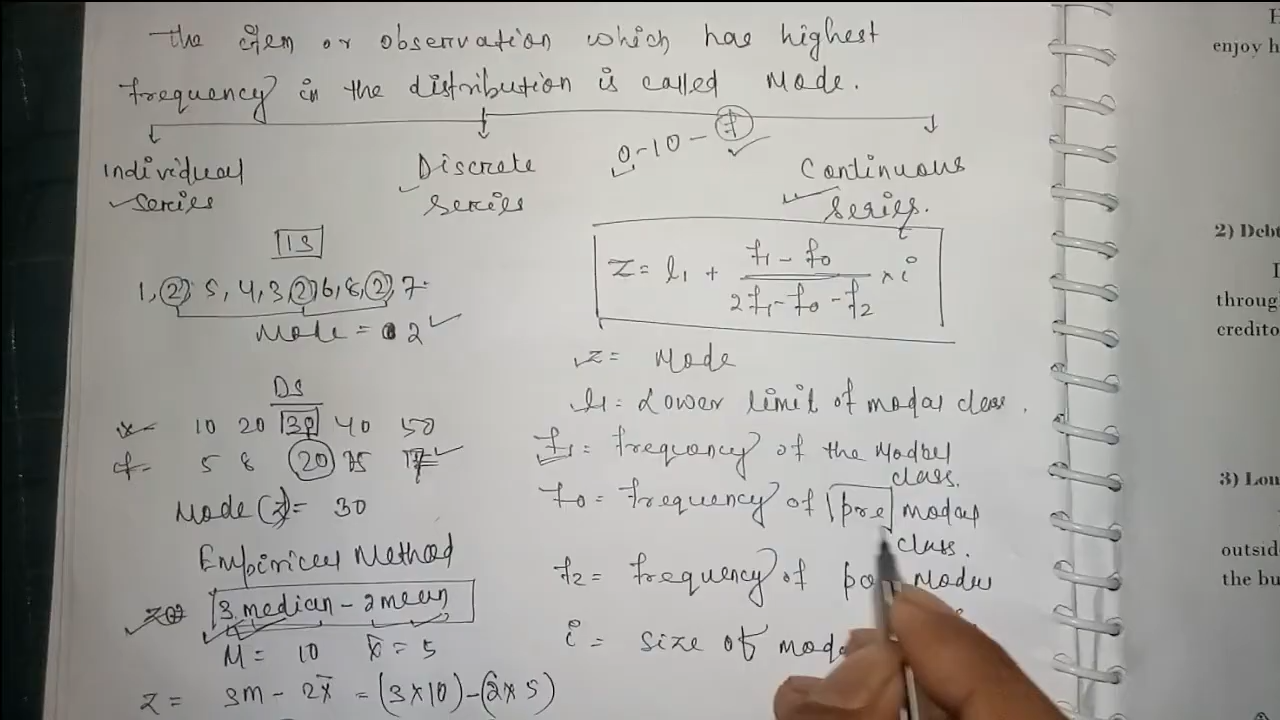 the item or observation which has highest
frequency in the distribution is called Mode.
Individual Series
Discrete Series
0-10 -
Continuous Series.
IS
1, 2, 5, 4, 3, 2, 6, 8, 2, 7.
Mode = 2
DS
x 10 20 30 40 50
f = 5 8 20 15
Mode (z) = 30
Empirical Method
3 median - 2 mean
M = 10 x̄ = 5
z = 3M - 2x̄ = (3 x 10) - (2 x 5)
Z = l1 + f1 - f0 / 2f1 - f0 - f2 x i
z = Mode
l1 = Lower limit of modal class.
f1 = frequency of the Modal
class.
f0 = frequency of pre modal
class.
f2 = frequency of
i = size of
enjoy h
2) Debt
throug
credito
3) Lon
outsid
the bu